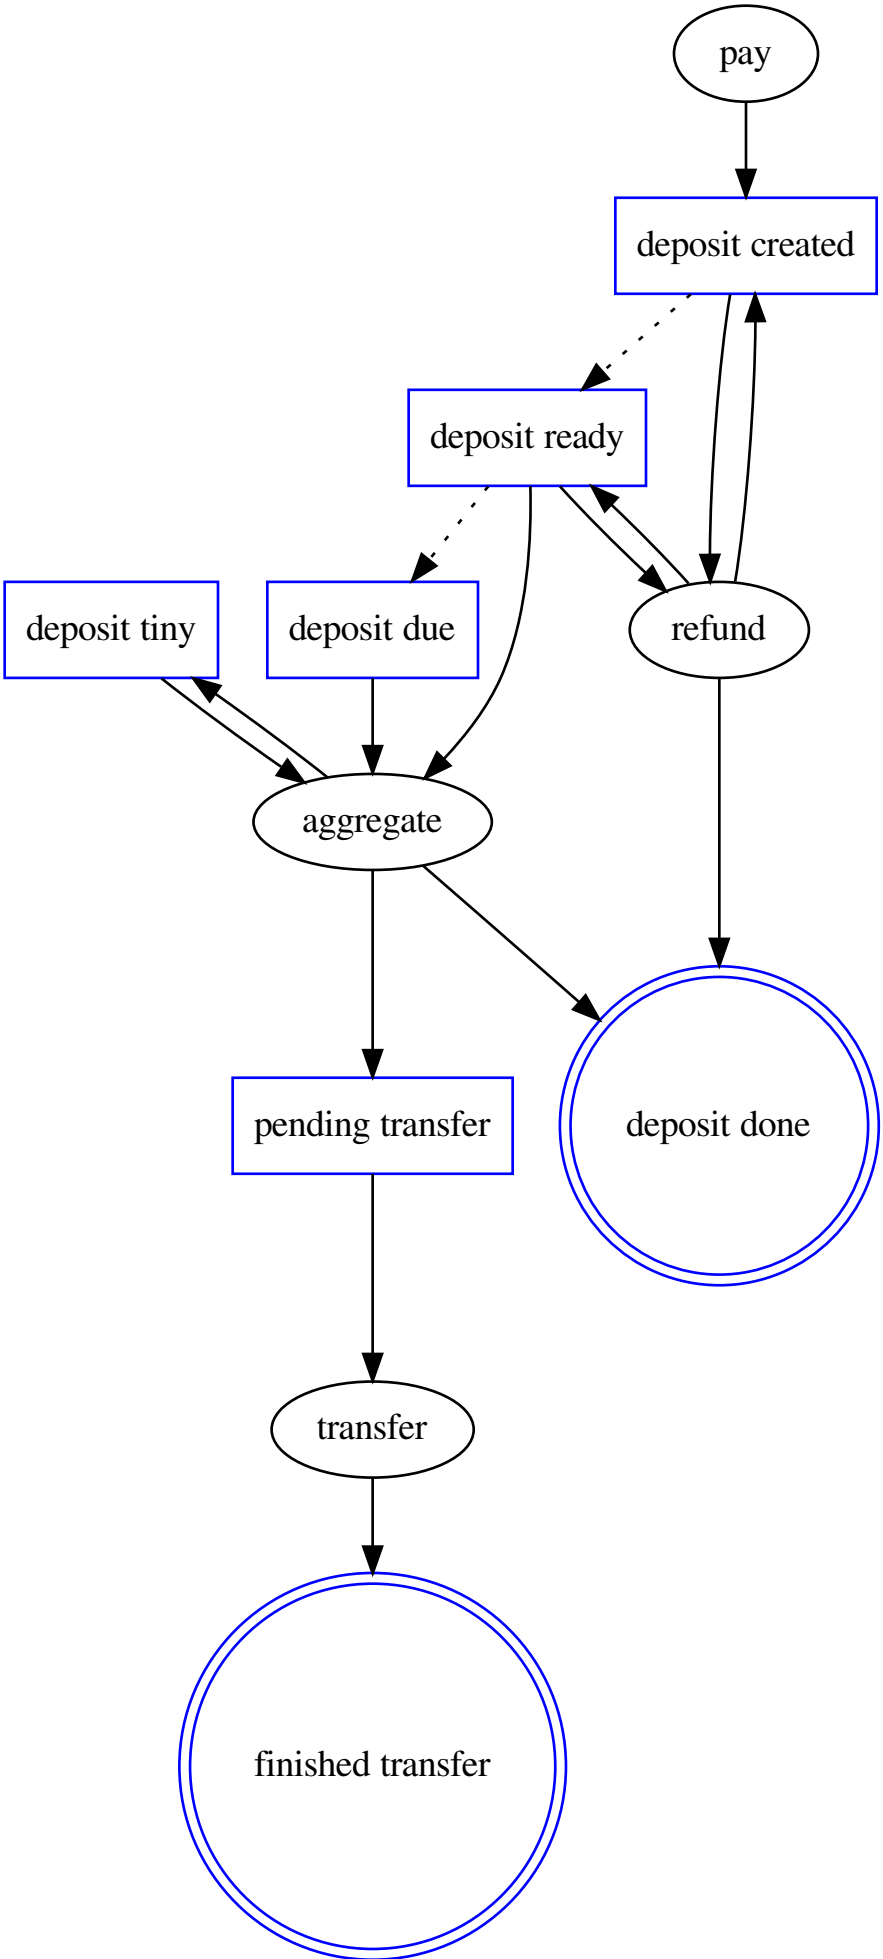 pay
deposit created
deposit ready
deposit tiny
deposit due
refund
aggregate
pending transfer
deposit done
transfer
finished transfer